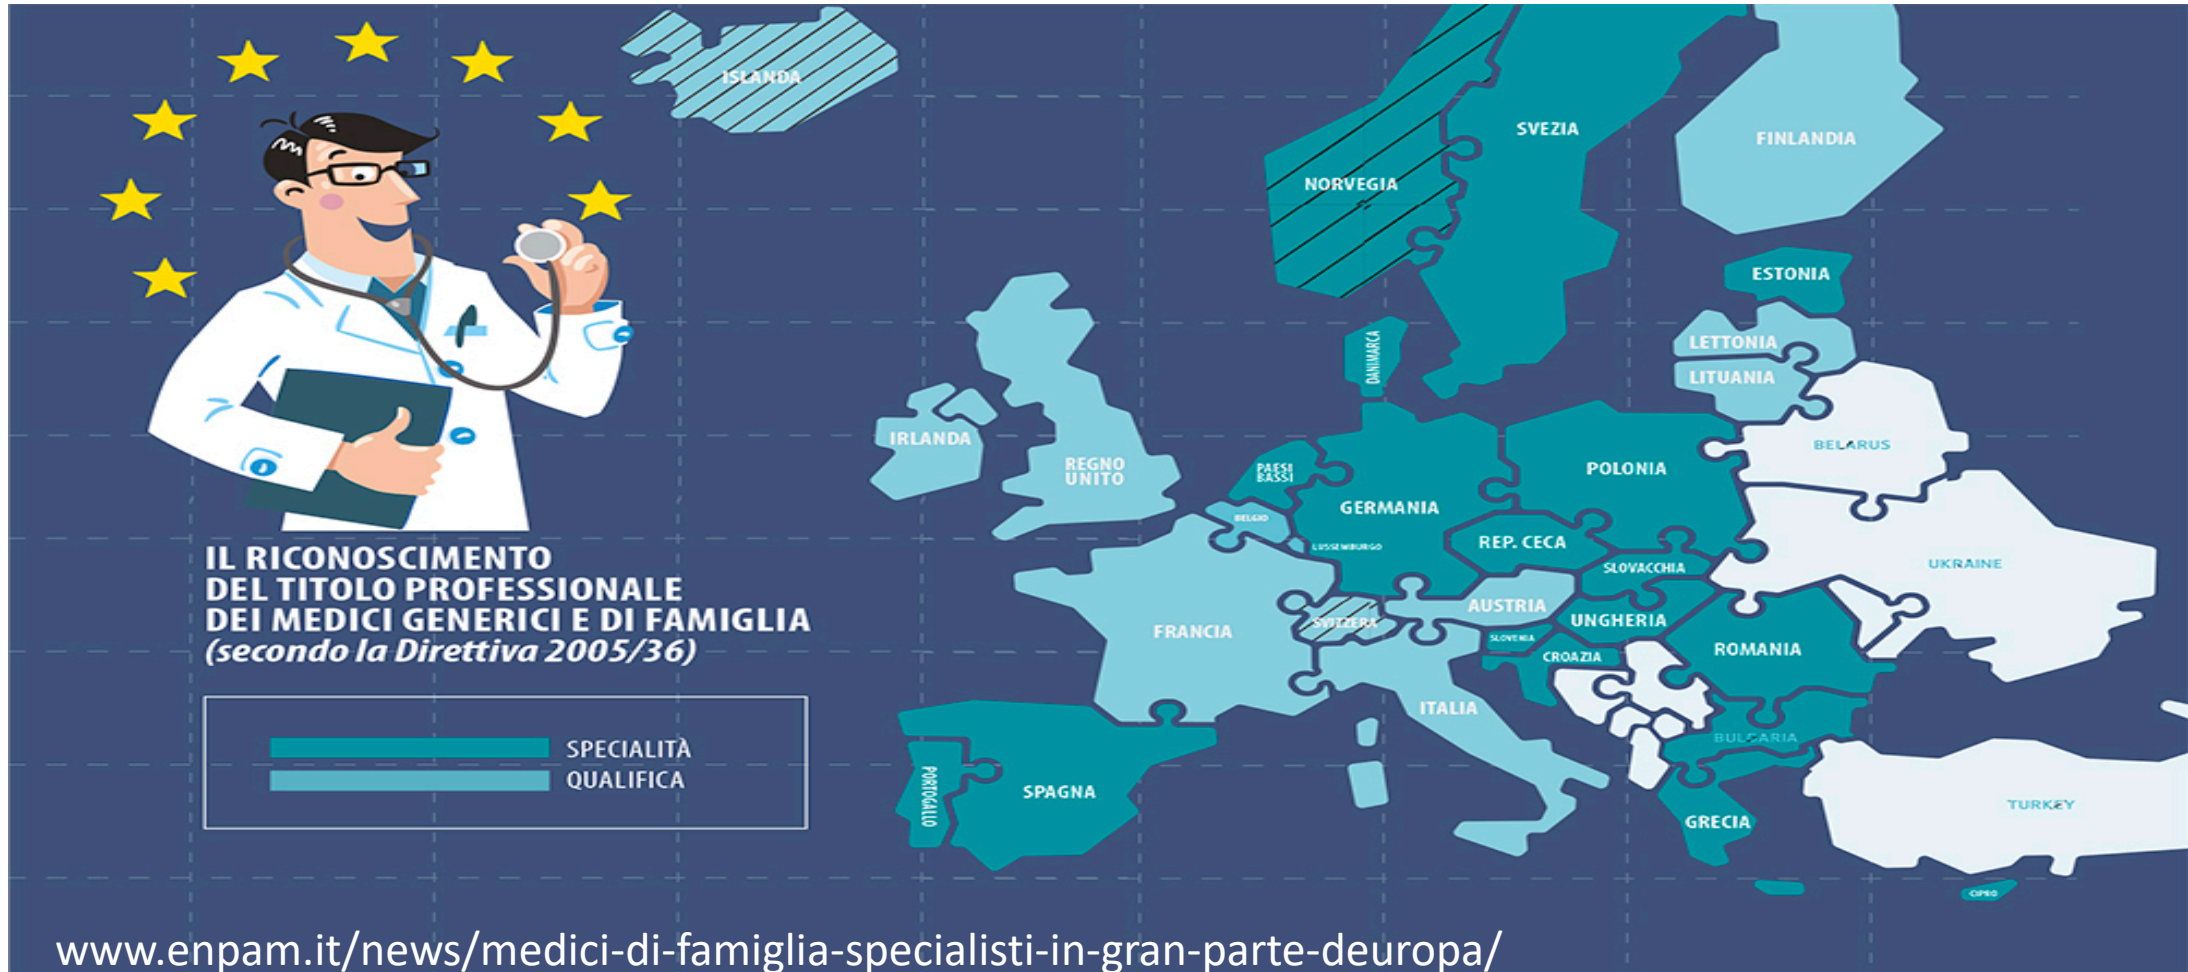 ISLANDA
SVEZIA
FINLANDIA
NORVEGIA
ESTONIA
DANIMARCA
LETTONIA
LITUANIA
IRLANDA
REGNO
UNITO
PAESI
BASSI
GERMANIA
POLONIA
BELARUS
BELGIO
LUSSEMBURGO
REP. CECA
SLOVACCHIA
UKRAINE
FRANCIA
SVIZZERA
AUSTRIA
UNGHERIA
SLOVENIA
CROAZIA
ROMANIA
ITALIA
BULGARIA
PORTOGALLO
SPAGNA
GRECIA
TURKEY
CIPRO
IL RICONOSCIMENTO
DEL TITOLO PROFESSIONALE
DEI MEDICI GENERICI E DI FAMIGLIA
(secondo la Direttiva 2005/36)
SPECIALITÀ
QUALIFICA
www.enpam.it/news/medici-di-famiglia-specialisti-in-gran-parte-deuropa/